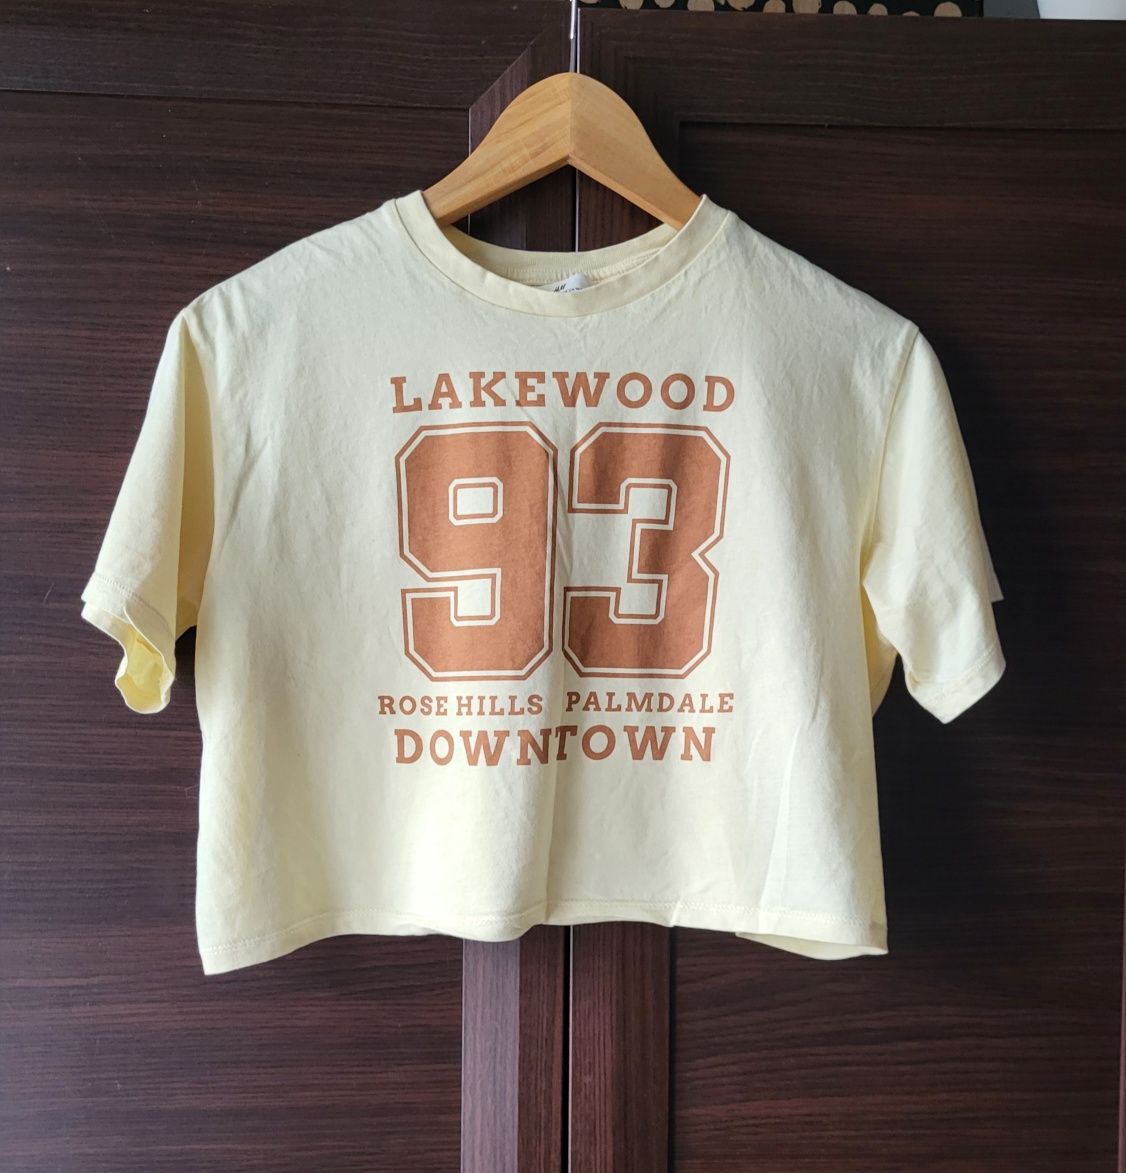 LAKEWOOD
93
ROSE HILLS PALMDALE
DOWNTOWN